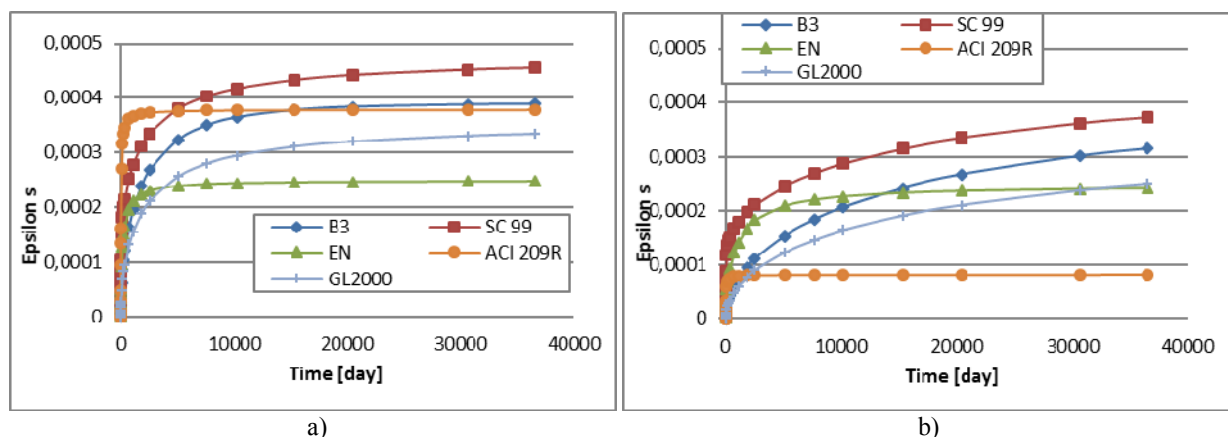 0,0005
0,0004
0,0003
0,0002
0,0001
0
Epsilon s
B3
SC 99
EN
ACI 209R
GL2000
0
10000
20000
30000
40000
Time [day]
a)
B3
SC 99
EN
ACI 209R
GL2000
0,0005
0,0004
0,0003
0,0002
0,0001
0
Epsilon s
0
10000
20000
30000
40000
Time [day]
b)